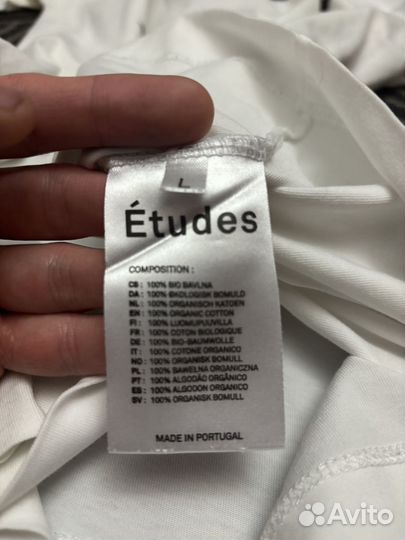 L
Études
COMPOSITION :
CS : 100% BIO BAVLNA
DA : 100% ØKOLOGISK BOMULD
NL : 100% ORGANISCH KATOEN
EN : 100% ORGANIC COTTON
FI : 100% LUOMUPUUVILLA
FR : 100% COTON BIOLOGIQUE
DE : 100% BIO-BAUMWOLLE
IT : 100% COTONE ORGANICO
NO : 100% ORGANISK BOMULL
PL : 100% BAWEŁNA ORGANICZNA
PT : 100% ALGODÃO ORGÂNICO
ES : 100% ALGODON ORGANICO
SV : 100% ORGANISK BOMULL
MADE IN PORTUGAL
Avito